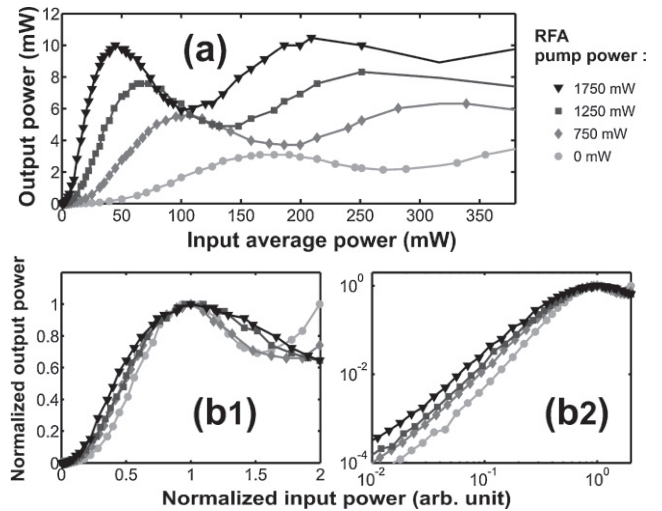 Output power (mW)
12
10
8
6
4
2
0
(a)
0 50 100 150 200 250 300 350
Input average power (mW)
RFA
pump power :
1750 mW
1250 mW
750 mW
0 mW
Normalized output power
1
0.8
0.6
0.4
0.2
0
(b1)
0 0.5 1.0 1.5 2
10^0
10^-2
10^-4
(b2)
10^-2 10^-1 10^0
Normalized input power (arb. unit)